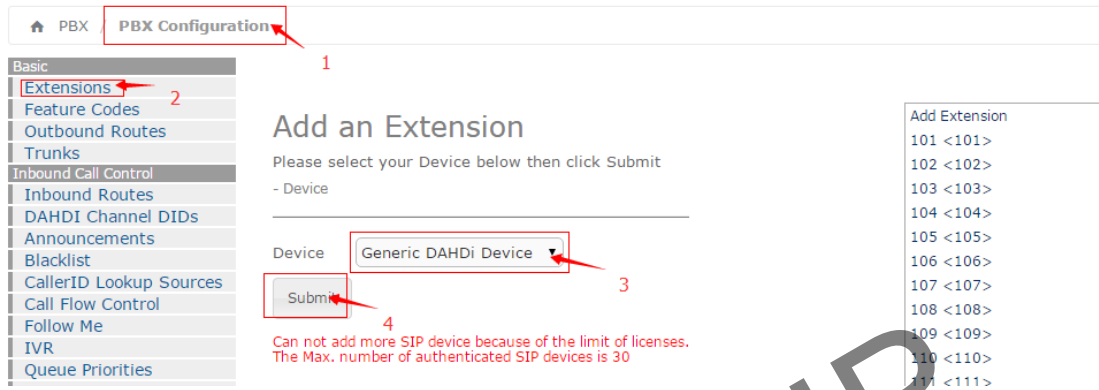 PBX / PBX Configuration
1
Basic
Extensions
2
Feature Codes
Outbound Routes
Trunks
Inbound Call Control
Inbound Routes
DAHDI Channel DIDs
Announcements
Blacklist
CallerID Lookup Sources
Call Flow Control
Follow Me
IVR
Queue Priorities
Add an Extension
Please select your Device below then click Submit
- Device
Device
Generic DAHDi Device
3
Submit
4
Can not add more SIP device because of the limit of licenses.
The Max. number of authenticated SIP devices is 30
Add Extension
101 <101>
102 <102>
103 <103>
104 <104>
105 <105>
106 <106>
107 <107>
108 <108>
109 <109>
110 <110>
111 <111>